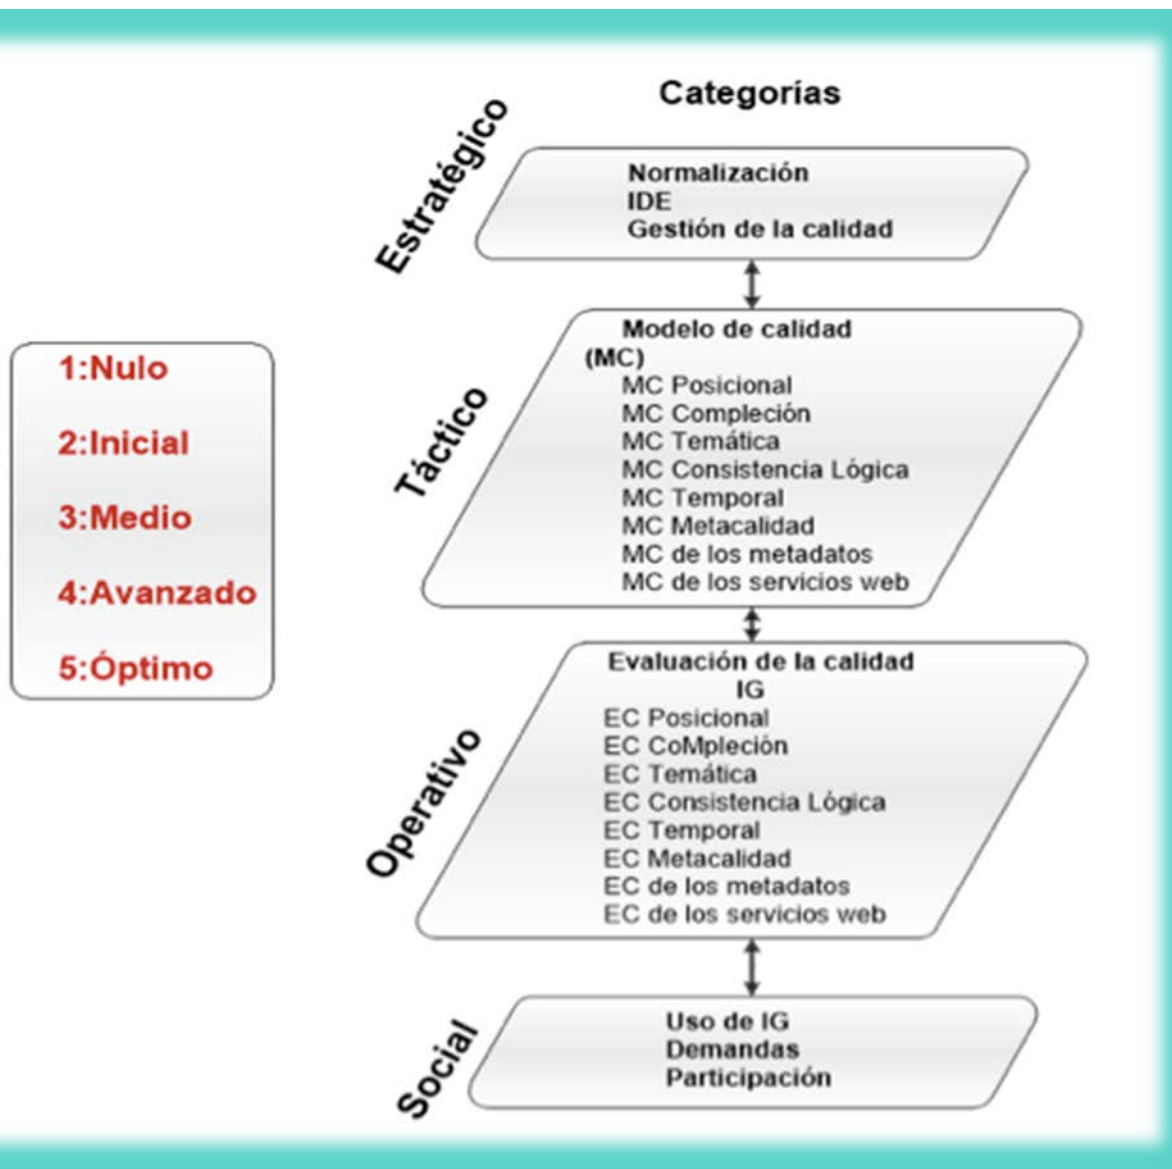 Categorías
Estratégico
Normalización
IDE
Gestión de la calidad
1:Nulo
2:Inicial
3:Medio
4:Avanzado
5:Óptimo
Táctico
Modelo de calidad
(MC)
MC Posicional
MC Compleción
MC Temática
MC Consistencia Lógica
MC Temporal
MC Metacalidad
MC de los metadatos
MC de los servicios web
Operativo
Evaluación de la calidad
IG
EC Posicional
EC CoMpleción
EC Temática
EC Consistencia Lógica
EC Temporal
EC Metacalidad
EC de los metadatos
EC de los servicios web
Social
Uso de IG
Demandas
Participación